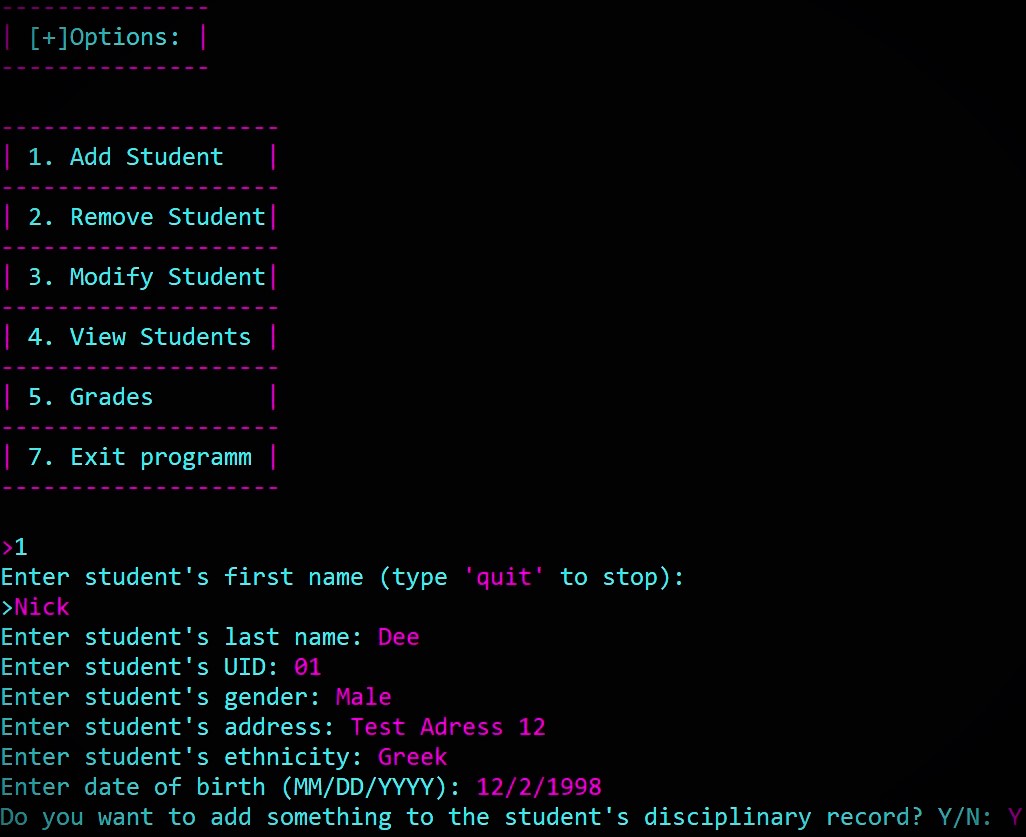 ---------------
| [+]Options: |
---------------
--------------------
| 1. Add Student   |
--------------------
| 2. Remove Student|
--------------------
| 3. Modify Student|
--------------------
| 4. View Students |
--------------------
| 5. Grades        |
--------------------
| 7. Exit programm |
--------------------
>1
Enter student's first name (type 'quit' to stop):
>Nick
Enter student's last name: Dee
Enter student's UID: 01
Enter student's gender: Male
Enter student's address: Test Adress 12
Enter student's ethnicity: Greek
Enter date of birth (MM/DD/YYYY): 12/2/1998
Do you want to add something to the student's disciplinary record? Y/N: Y